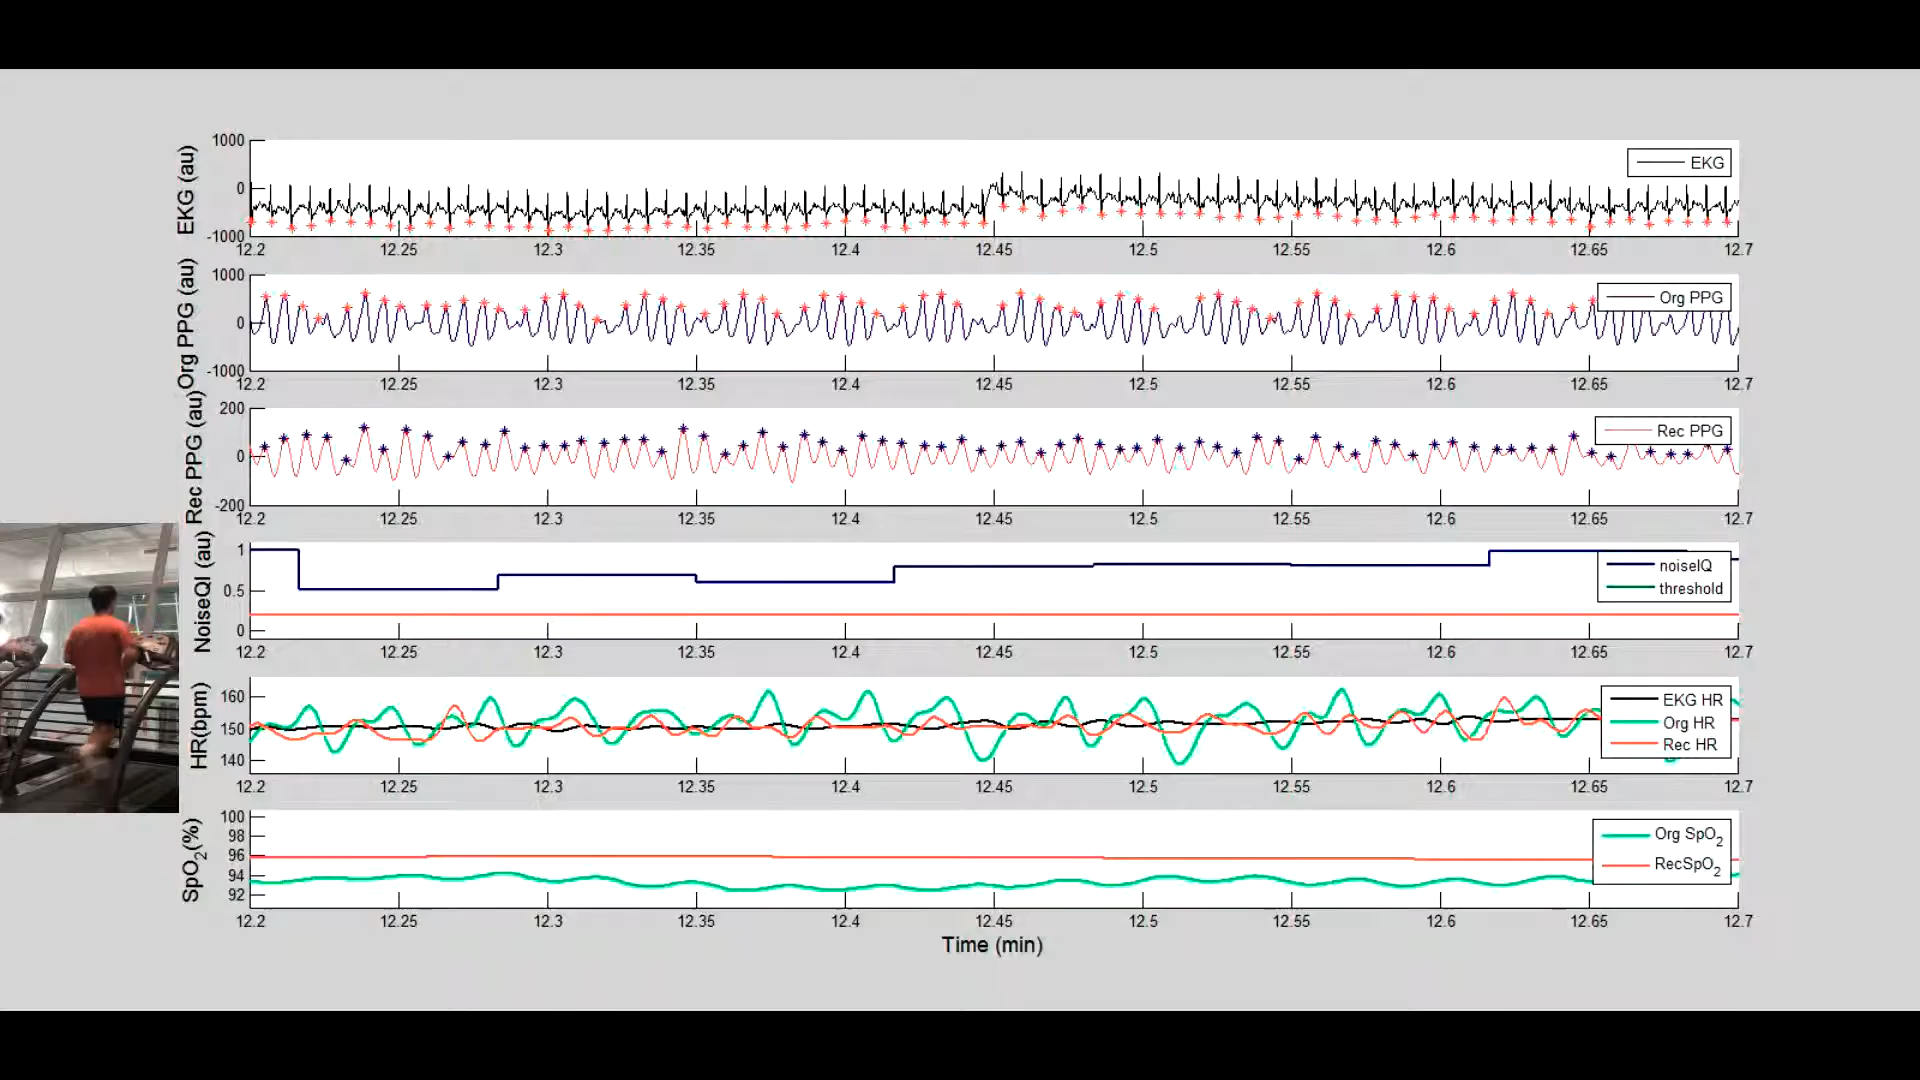 EKG (au)
1000
0
-1000
EKG
12.2 12.25 12.3 12.35 12.4 12.45 12.5 12.55 12.6 12.65 12.7
Org PPG (au)
1000
0
-1000
Org PPG
12.2 12.25 12.3 12.35 12.4 12.45 12.5 12.55 12.6 12.65 12.7
Rec PPG (au)
200
0
-200
Rec PPG
12.2 12.25 12.3 12.35 12.4 12.45 12.5 12.55 12.6 12.65 12.7
NoiseQI (au)
1
0.5
0
noiseIQ
threshold
12.2 12.25 12.3 12.35 12.4 12.45 12.5 12.55 12.6 12.65 12.7
HR(bpm)
160
150
140
EKG HR
Org HR
Rec HR
12.2 12.25 12.3 12.35 12.4 12.45 12.5 12.55 12.6 12.65 12.7
SpO2(%)
100
98
96
94
92
Org SpO2
RecSpO2
12.2 12.25 12.3 12.35 12.4 12.45 12.5 12.55 12.6 12.65 12.7
Time (min)